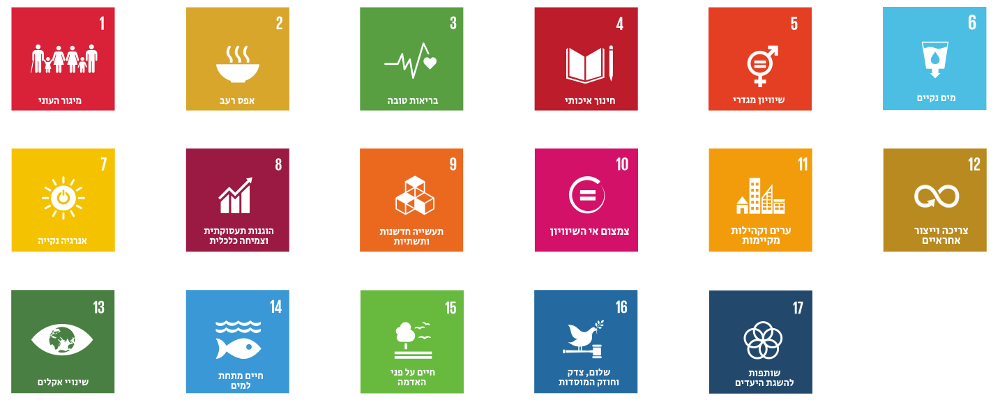 1
מיגור העוני
2
אפס רעב
3
בריאות טובה
4
חינוך איכותי
5
שיוויון מגדרי
6
מים נקיים
7
אנרגיה נקייה
8
הוגנות תעסוקתית
וצמיחה כלכלית
9
תעשייה חדשנות
ותשתיות
10
צמצום אי השיוויון
11
ערים וקהילות
מקיימות
12
צריכה וייצור
אחראיים
13
שינויי אקלים
14
חיים מתחת
למים
15
חיים על פני
האדמה
16
שלום, צדק
וחוזק המוסדות
17
שותפות
להשגת היעדים